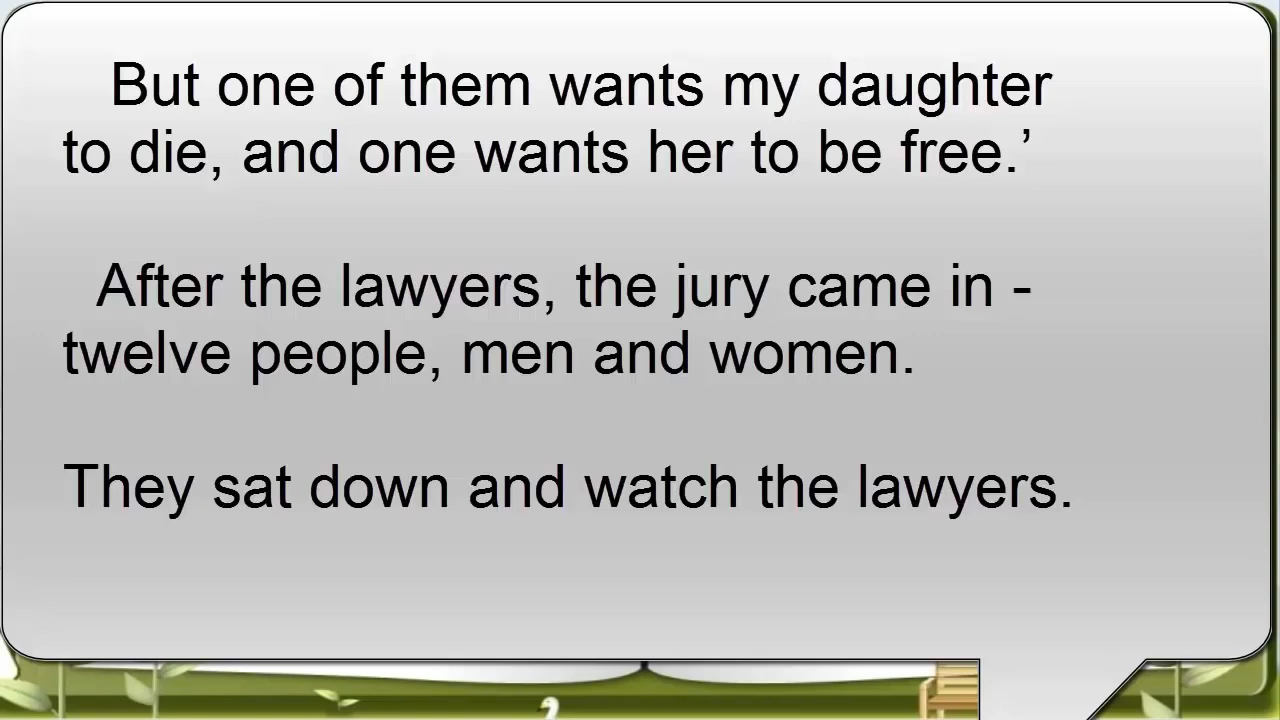 But one of them wants my daughter
to die, and one wants her to be free.’
After the lawyers, the jury came in -
twelve people, men and women.
They sat down and watch the lawyers.